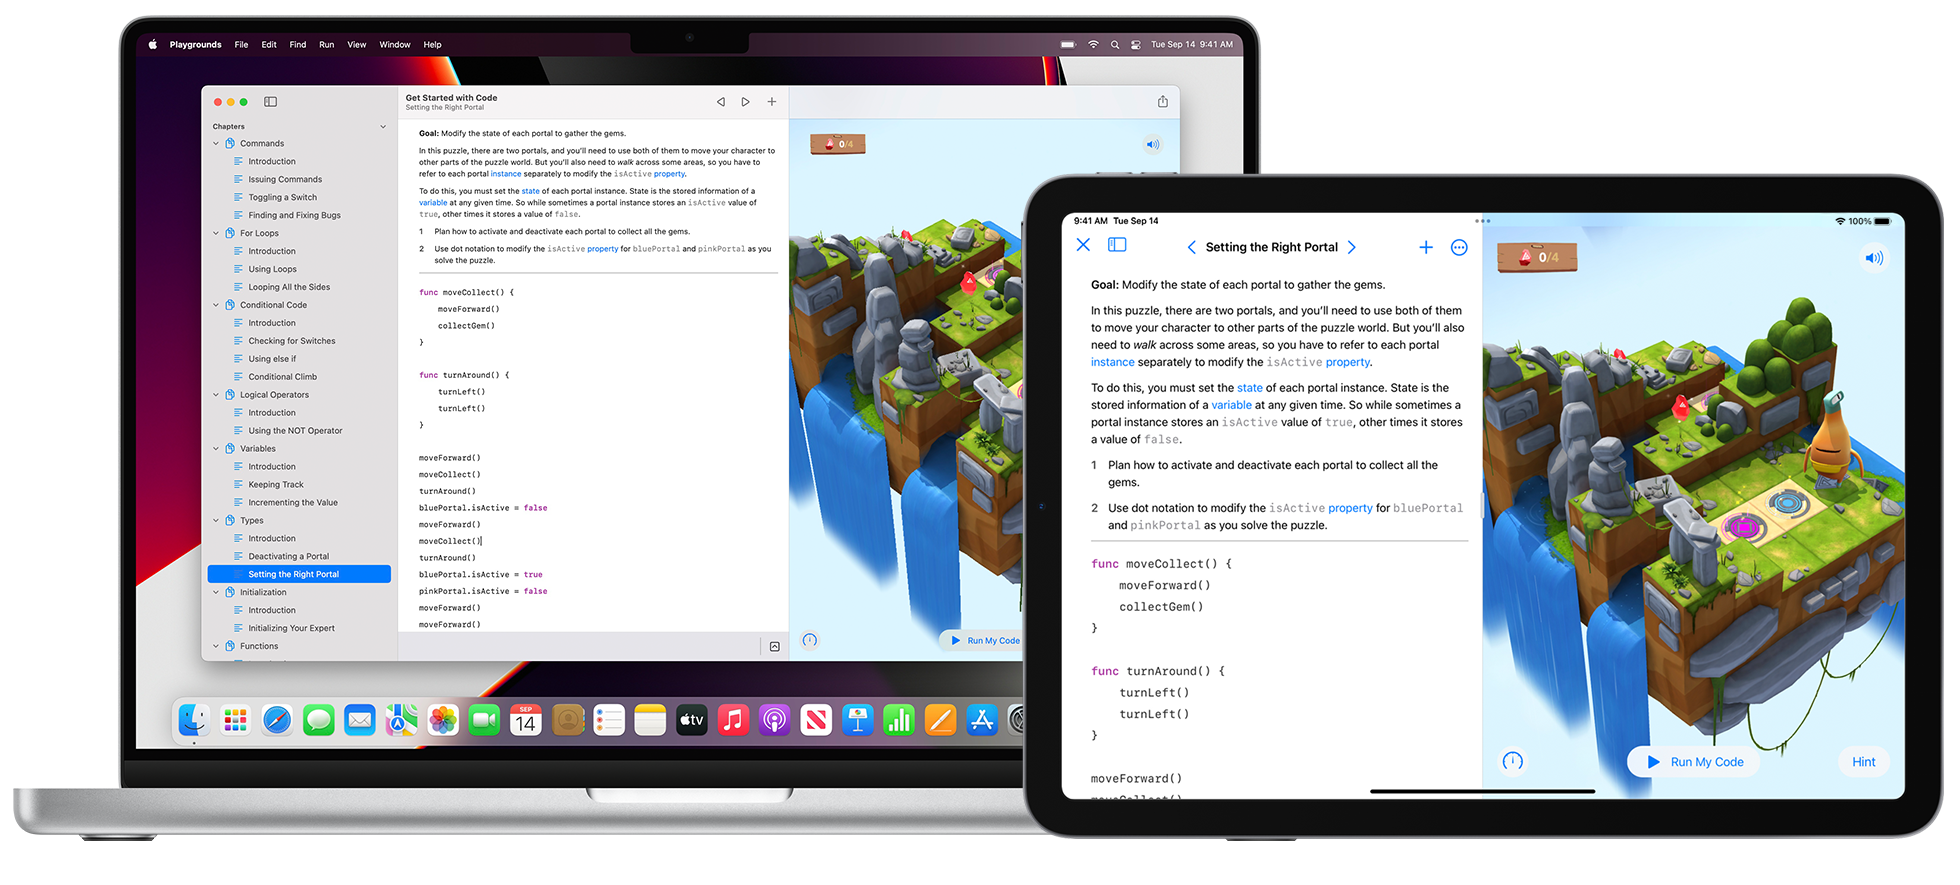 Playgrounds File Edit Find Run View Window Help
Tue Sep 14 9:41 AM
Chapters
Commands
Introduction
Issuing Commands
Toggling a Switch
Finding and Fixing Bugs
For Loops
Introduction
Using Loops
Looping All the Sides
Conditional Code
Introduction
Checking for Switches
Using else if
Conditional Climb
Logical Operators
Introduction
Using the NOT Operator
Variables
Introduction
Keeping Track
Incrementing the Value
Types
Introduction
Deactivating a Portal
Setting the Right Portal
Initialization
Introduction
Initializing Your Expert
Functions
Get Started with Code
Setting the Right Portal
Goal: Modify the state of each portal to gather the gems.
In this puzzle, there are two portals, and you'll need to use both of them to move your character to
other parts of the puzzle world. But you'll also need to walk across some areas, so you have to
refer to each portal instance separately to modify the isActive property.
To do this, you must set the state of each portal instance. State is the stored information of a
variable at any given time. So while sometimes a portal instance stores an isActive value of
true, other times it stores a value of false.
1 Plan how to activate and deactivate each portal to collect all the gems.
2 Use dot notation to modify the isActive property for bluePortal and pinkPortal as you
solve the puzzle.
func moveCollect() {
moveForward()
collectGem()
}
func turnAround() {
turnLeft()
turnLeft()
}
moveForward()
moveCollect()
turnAround()
bluePortal.isActive = false
moveForward()
moveCollect()
turnAround()
bluePortal.isActive = true
pinkPortal.isActive = false
moveForward()
moveForward()
0/4
Run My Code
SEP
14
tv
9:41 AM Tue Sep 14
100%
Setting the Right Portal
Goal: Modify the state of each portal to gather the gems.
In this puzzle, there are two portals, and you'll need to use both of them
to move your character to other parts of the puzzle world. But you'll also
need to walk across some areas, so you have to refer to each portal
instance separately to modify the isActive property.
To do this, you must set the state of each portal instance. State is the
stored information of a variable at any given time. So while sometimes a
portal instance stores an isActive value of true, other times it stores
a value of false.
1 Plan how to activate and deactivate each portal to collect all the
gems.
2 Use dot notation to modify the isActive property for bluePortal
and pinkPortal as you solve the puzzle.
func moveCollect() {
moveForward()
collectGem()
}
func turnAround() {
turnLeft()
turnLeft()
}
moveForward()
moveCollect()
0/4
Run My Code
Hint